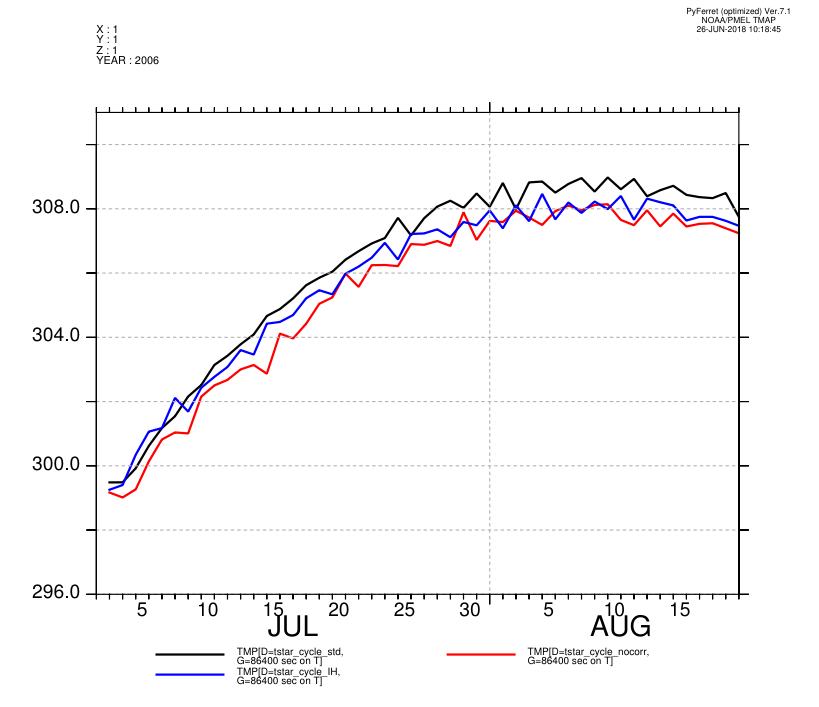 PyFerret (optimized) Ver.7.1
NOAA/PMEL TMAP
26-JUN-2018 10:18:45
X : 1
Y : 1
Z : 1
YEAR : 2006
308.0
304.0
300.0
296.0
5 10 15 20 25 30 5 10 15
JUL AUG
TMP[D=tstar_cycle_std,
G=86400 sec on T]
TMP[D=tstar_cycle_IH,
G=86400 sec on T]
TMP[D=tstar_cycle_nocorr,
G=86400 sec on T]